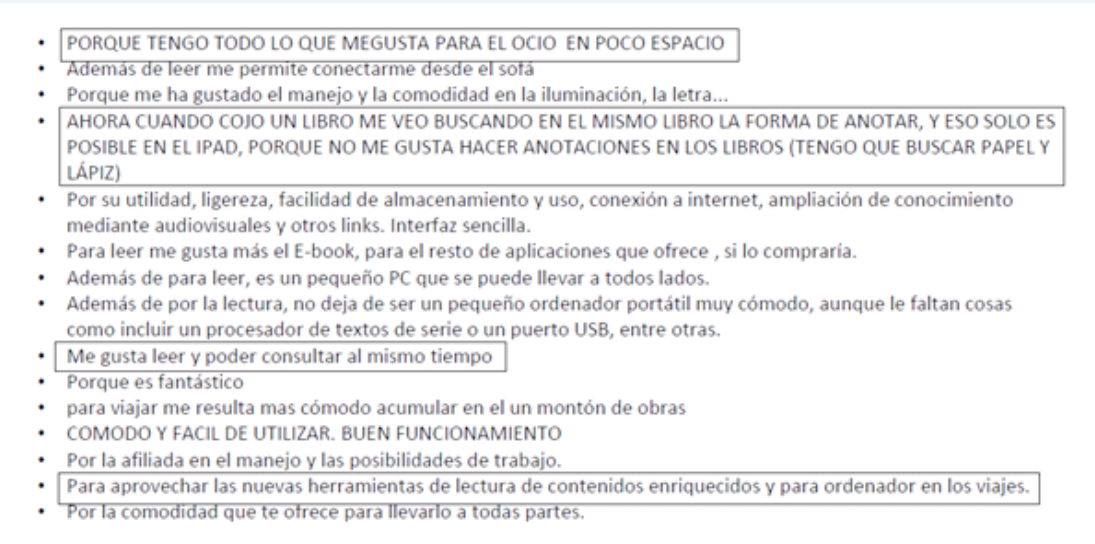 • PORQUE TENGO TODO LO QUE MEGUSTA PARA EL OCIO EN POCO ESPACIO
• Además de leer me permite conectarme desde el sofá
• Porque me ha gustado el manejo y la comodidad en la iluminación, la letra...
• AHORA CUANDO COJO UN LIBRO ME VEO BUSCANDO EN EL MISMO LIBRO LA FORMA DE ANOTAR, Y ESO SOLO ES
POSIBLE EN EL IPAD, PORQUE NO ME GUSTA HACER ANOTACIONES EN LOS LIBROS (TENGO QUE BUSCAR PAPEL Y
LÁPIZ)
• Por su utilidad, ligereza, facilidad de almacenamiento y uso, conexión a internet, ampliación de conocimiento
mediante audiovisuales y otros links. Interfaz sencilla.
• Para leer me gusta más el E-book, para el resto de aplicaciones que ofrece , si lo compraría.
• Además de para leer, es un pequeño PC que se puede llevar a todos lados.
• Además de por la lectura, no deja de ser un pequeño ordenador portátil muy cómodo, aunque le faltan cosas
como incluir un procesador de textos de serie o un puerto USB, entre otras.
• Me gusta leer y poder consultar al mismo tiempo
• Porque es fantástico
• para viajar me resulta mas cómodo acumular en el un montón de obras
• COMODO Y FACIL DE UTILIZAR. BUEN FUNCIONAMIENTO
• Por la afiliada en el manejo y las posibilidades de trabajo.
• Para aprovechar las nuevas herramientas de lectura de contenidos enriquecidos y para ordenador en los viajes.
• Por la comodidad que te ofrece para llevarlo a todas partes.